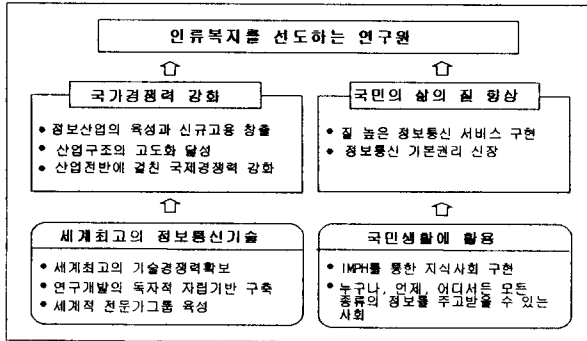 인류복지를 선도하는 연구원
국가경쟁력 강화
• 정보산업의 육성과 신규고용 창출
• 산업구조의 고도화 달성
• 산업전반에 걸친 국제경쟁력 강화
국민의 삶의 질 향상
• 질 높은 정보통신 서비스 구현
• 정보통신 기본권리 신장
세계최고의 정보통신기술
• 세계최고의 기술경쟁력확보
• 연구개발의 독자적 자립기반 구축
• 세계적 전문가그룹 육성
국민생활에 활용
• IMPH를 통한 지식사회 구현
• 누구나, 언제, 어디서든 모든
종류의 정보를 주고받을 수 있는
사회